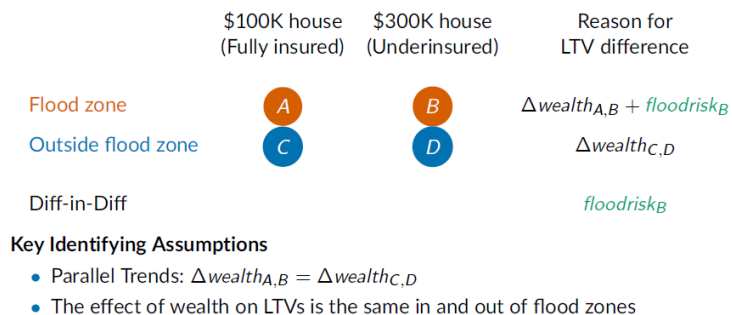 $100K house $300K house Reason for
(Fully insured) (Underinsured) LTV difference
Flood zone A B Δwealth_{A,B} + floodrisk_B
Outside flood zone C D Δwealth_{C,D}
Diff-in-Diff floodrisk_B
Key Identifying Assumptions
• Parallel Trends: Δwealth_{A,B} = Δwealth_{C,D}
• The effect of wealth on LTVs is the same in and out of flood zones